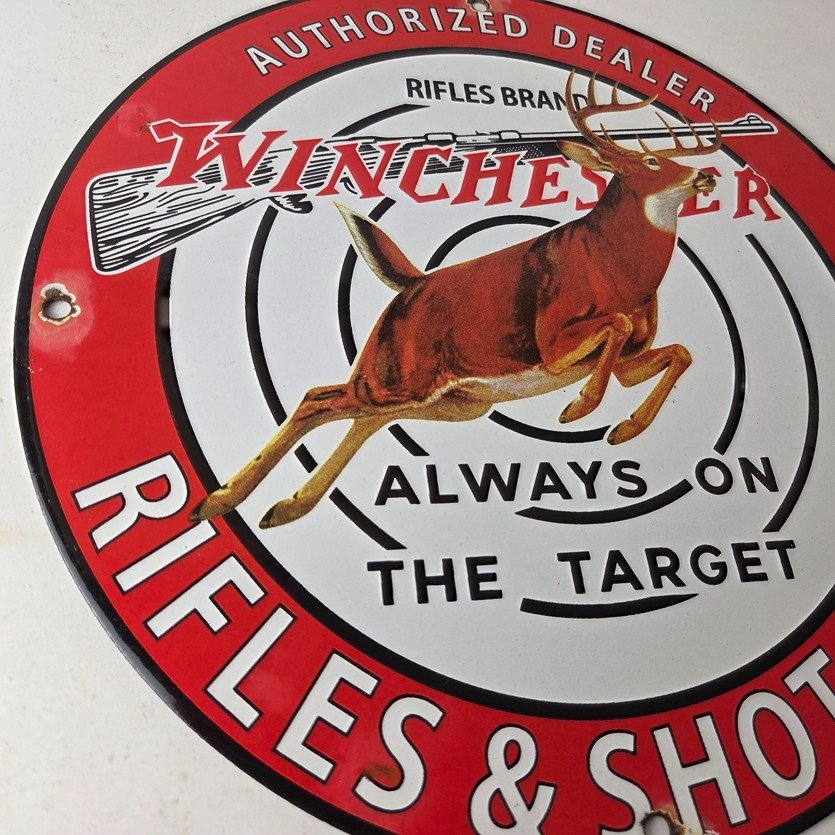 AUTHORIZED DEALER
RIFLES BRAND
WINCHESTER
ALWAYS ON
THE TARGET
RIFLES & SHOT